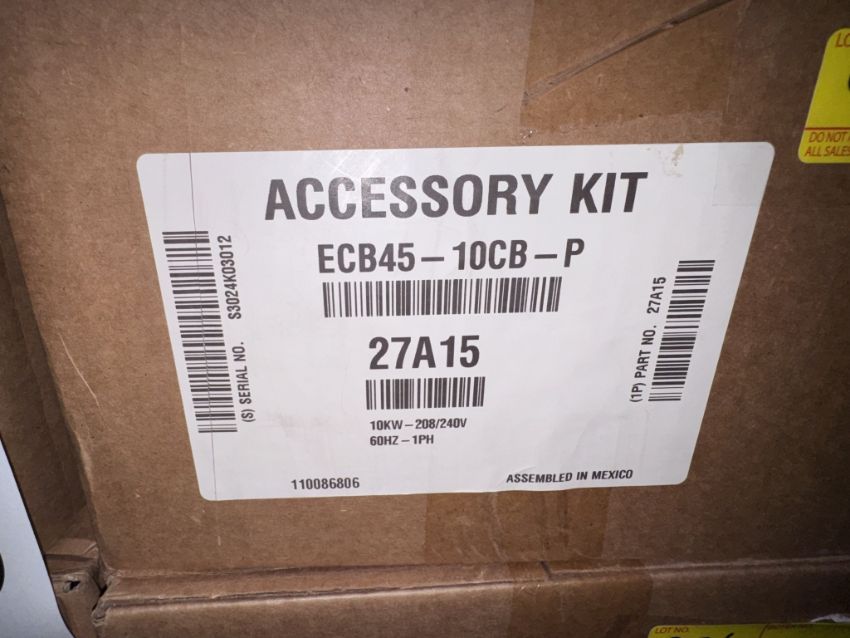 ACCESSORY KIT
ECB45-10CB-P
(S) SERIAL NO. S3024K03012
27A15
(1P) PART NO. 27A15
10KW-208/240V
60HZ-1PH
110086806
ASSEMBLED IN MEXICO
LO
DO NOT
ALL SALES
LOT NO.